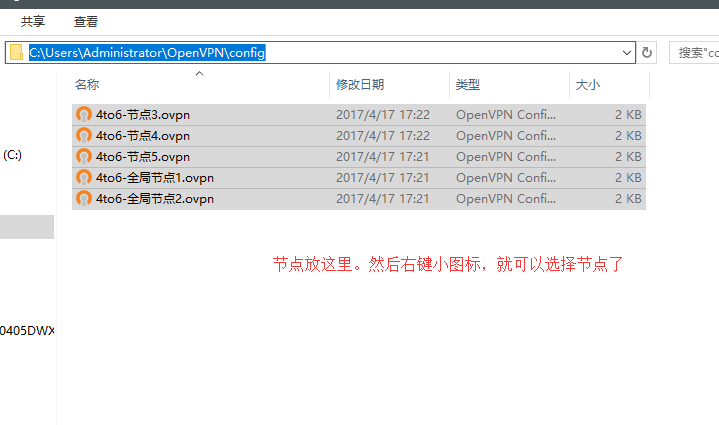 共享 查看
C:\Users\Administrator\OpenVPN\config 搜索"cc
名称 修改日期 类型 大小
4to6-节点3.ovpn 2017/4/17 17:22 OpenVPN Confi... 2 KB
4to6-节点4.ovpn 2017/4/17 17:22 OpenVPN Confi... 2 KB
(C:) 4to6-节点5.ovpn 2017/4/17 17:21 OpenVPN Confi... 2 KB
4to6-全局节点1.ovpn 2017/4/17 17:21 OpenVPN Confi... 2 KB
4to6-全局节点2.ovpn 2017/4/17 17:21 OpenVPN Confi... 2 KB
节点放这里。然后右键小图标，就可以选择节点了
0405DWX